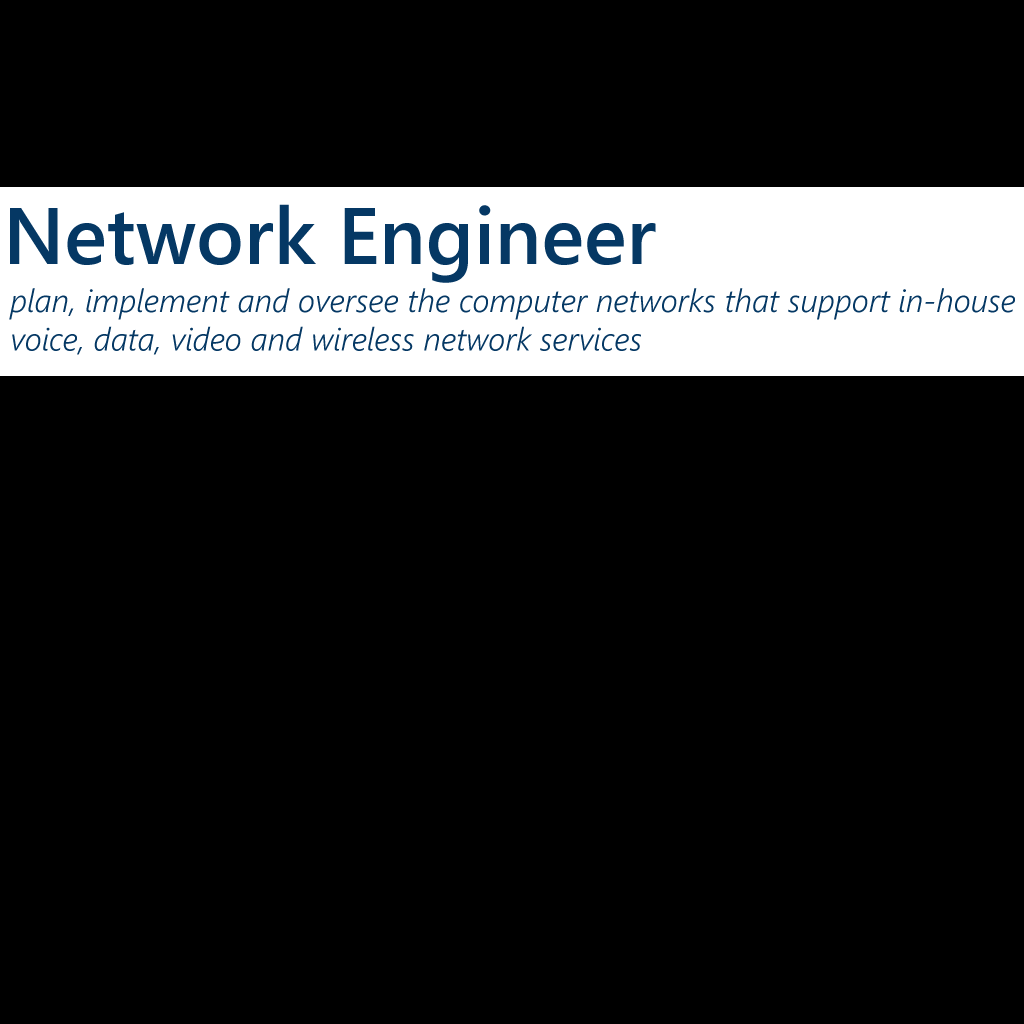 Network Engineer
plan, implement and oversee the computer networks that support in-house
voice, data, video and wireless network services